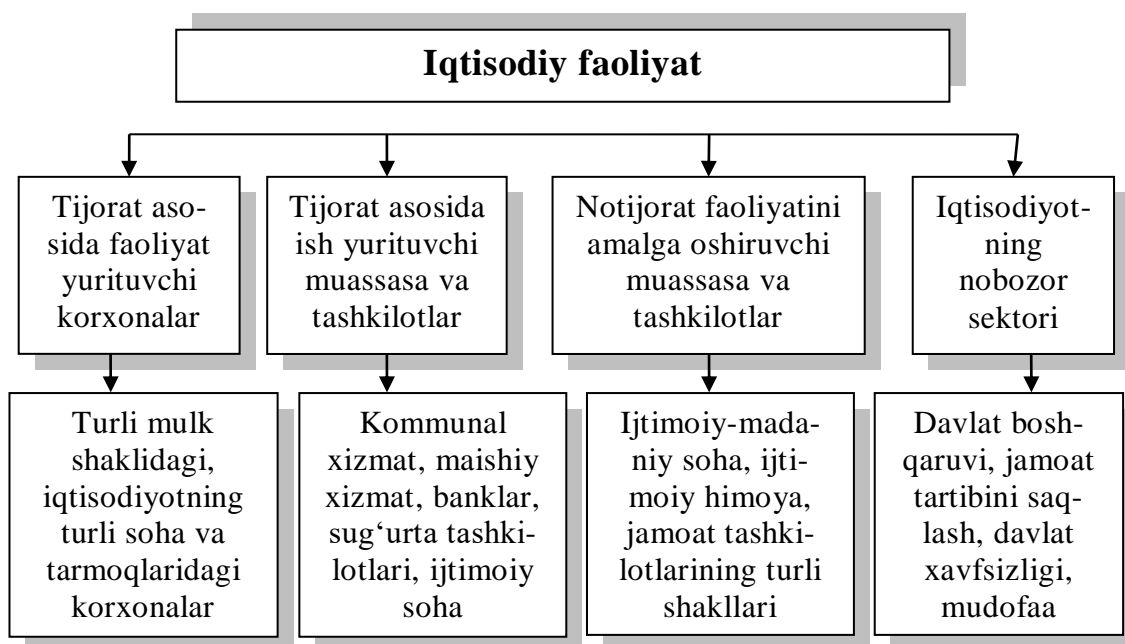 Iqtisodiy faoliyat
Tijorat aso-
sida faoliyat
yurituvchi
korxonalar
Tijorat asosida
ish yurituvchi
muassasa va
tashkilotlar
Notijorat faoliyatini
amalga oshiruvchi
muassasa va
tashkilotlar
Iqtisodiyot-
ning
nobozor
sektori
Turli mulk
shaklidagi,
iqtisodiyotning
turli soha va
tarmoqlaridagi
korxonalar
Kommunal
xizmat, maishiy
xizmat, banklar,
sug‘urta tashki-
lotlari, ijtimoiy
soha
Ijtimoiy-mada-
niy soha, ijti-
moiy himoya,
jamoat tashki-
lotlarining turli
shakllari
Davlat bosh-
qaruvi, jamoat
tartibini saq-
lash, davlat
xavfsizligi,
mudofaa